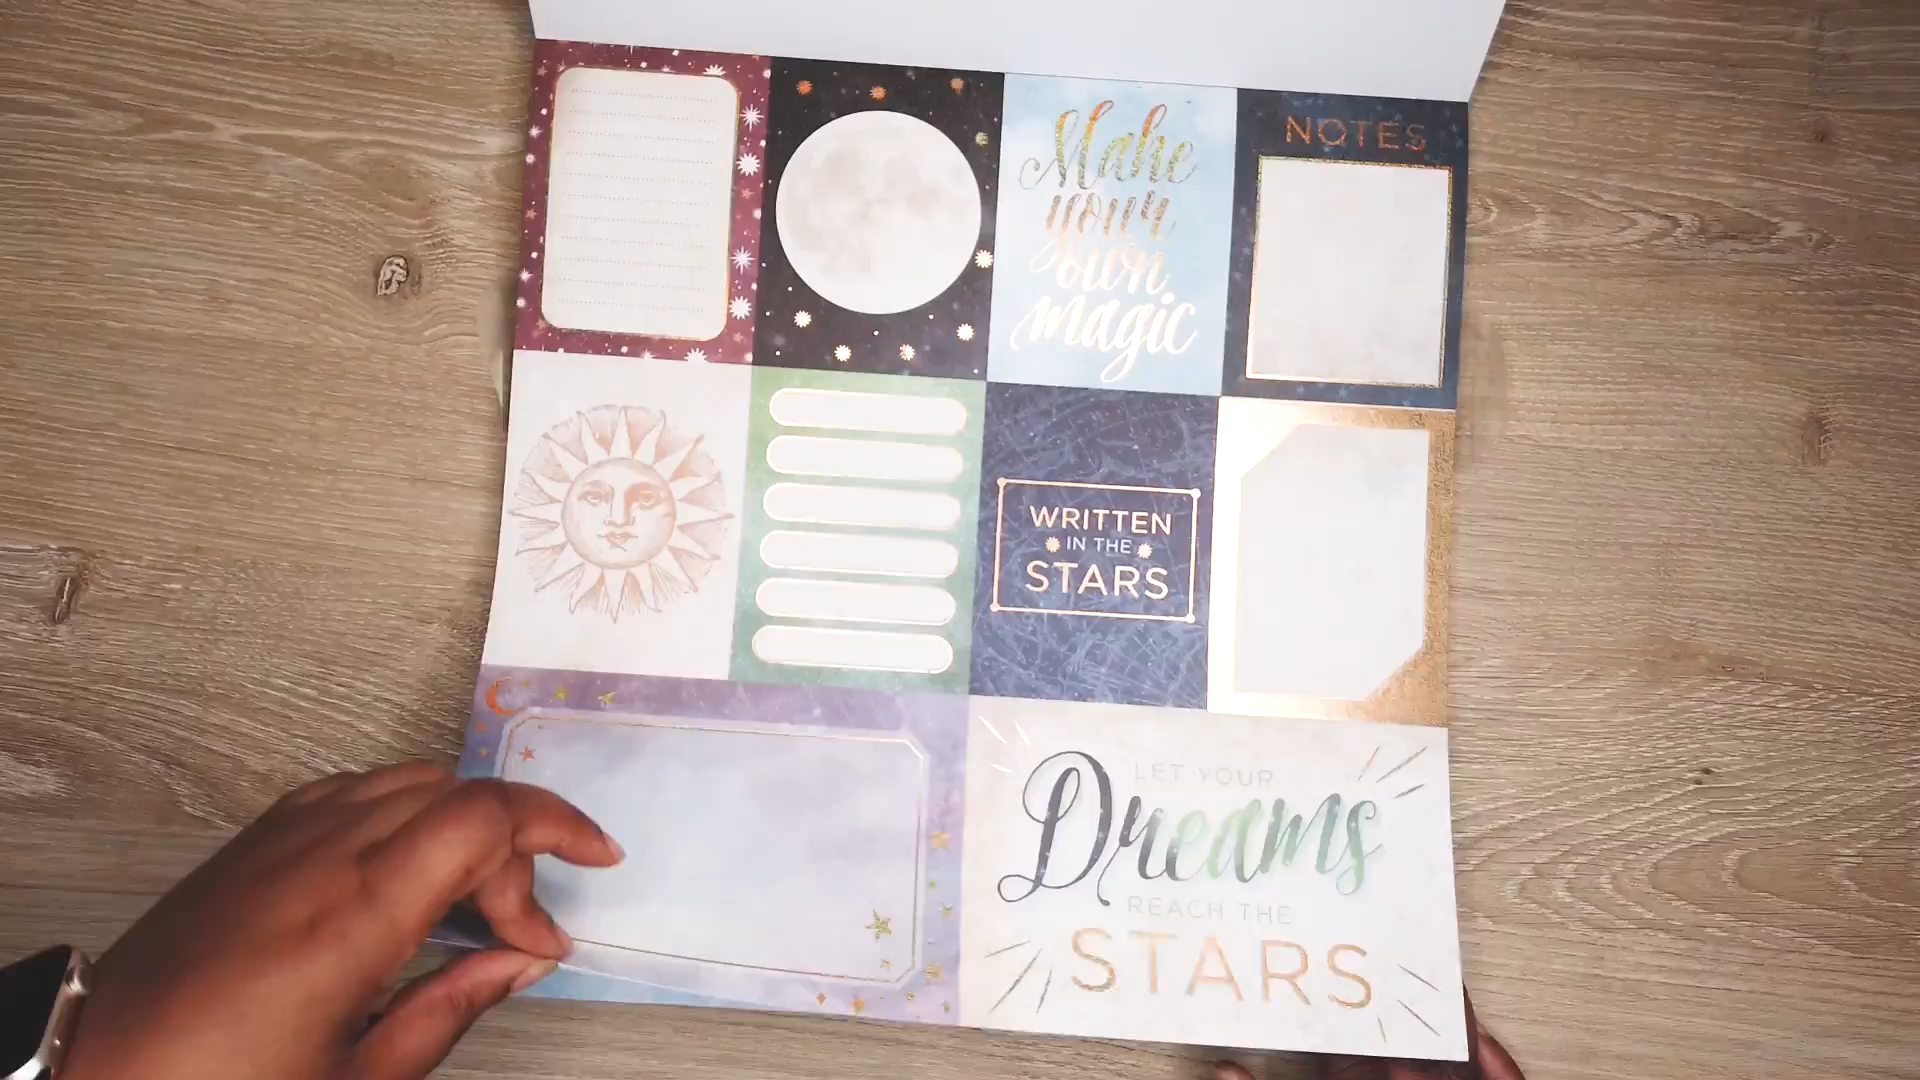 Make
your
own
magic
NOTES
WRITTEN
IN THE
STARS
LET YOUR
Dreams
REACH THE
STARS